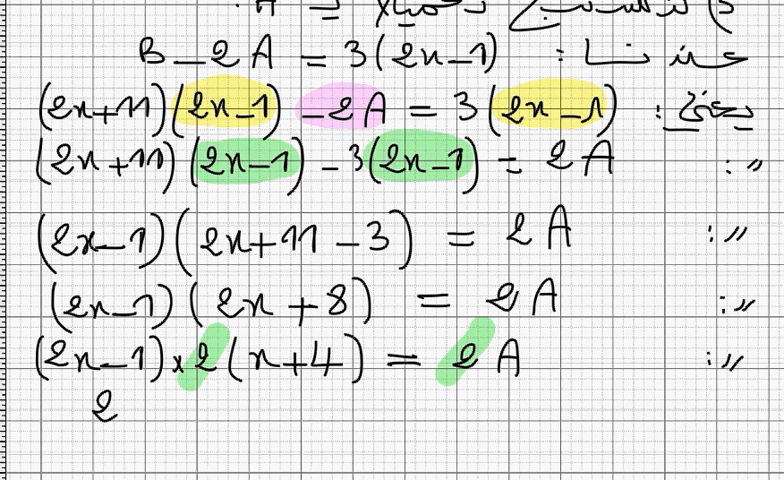 عندنا : B - 2A = 3(2x-1)
يعني : (2x+11)(2x-1) - 2A = 3(2x-1)
〃 : (2x+11)(2x-1) - 3(2x-1) = 2A
〃 : (2x-1)(2x+11-3) = 2A
〃 : (2x-1)(2x+8) = 2A
〃 : (2x-1)×2(x+4) = 2A
2